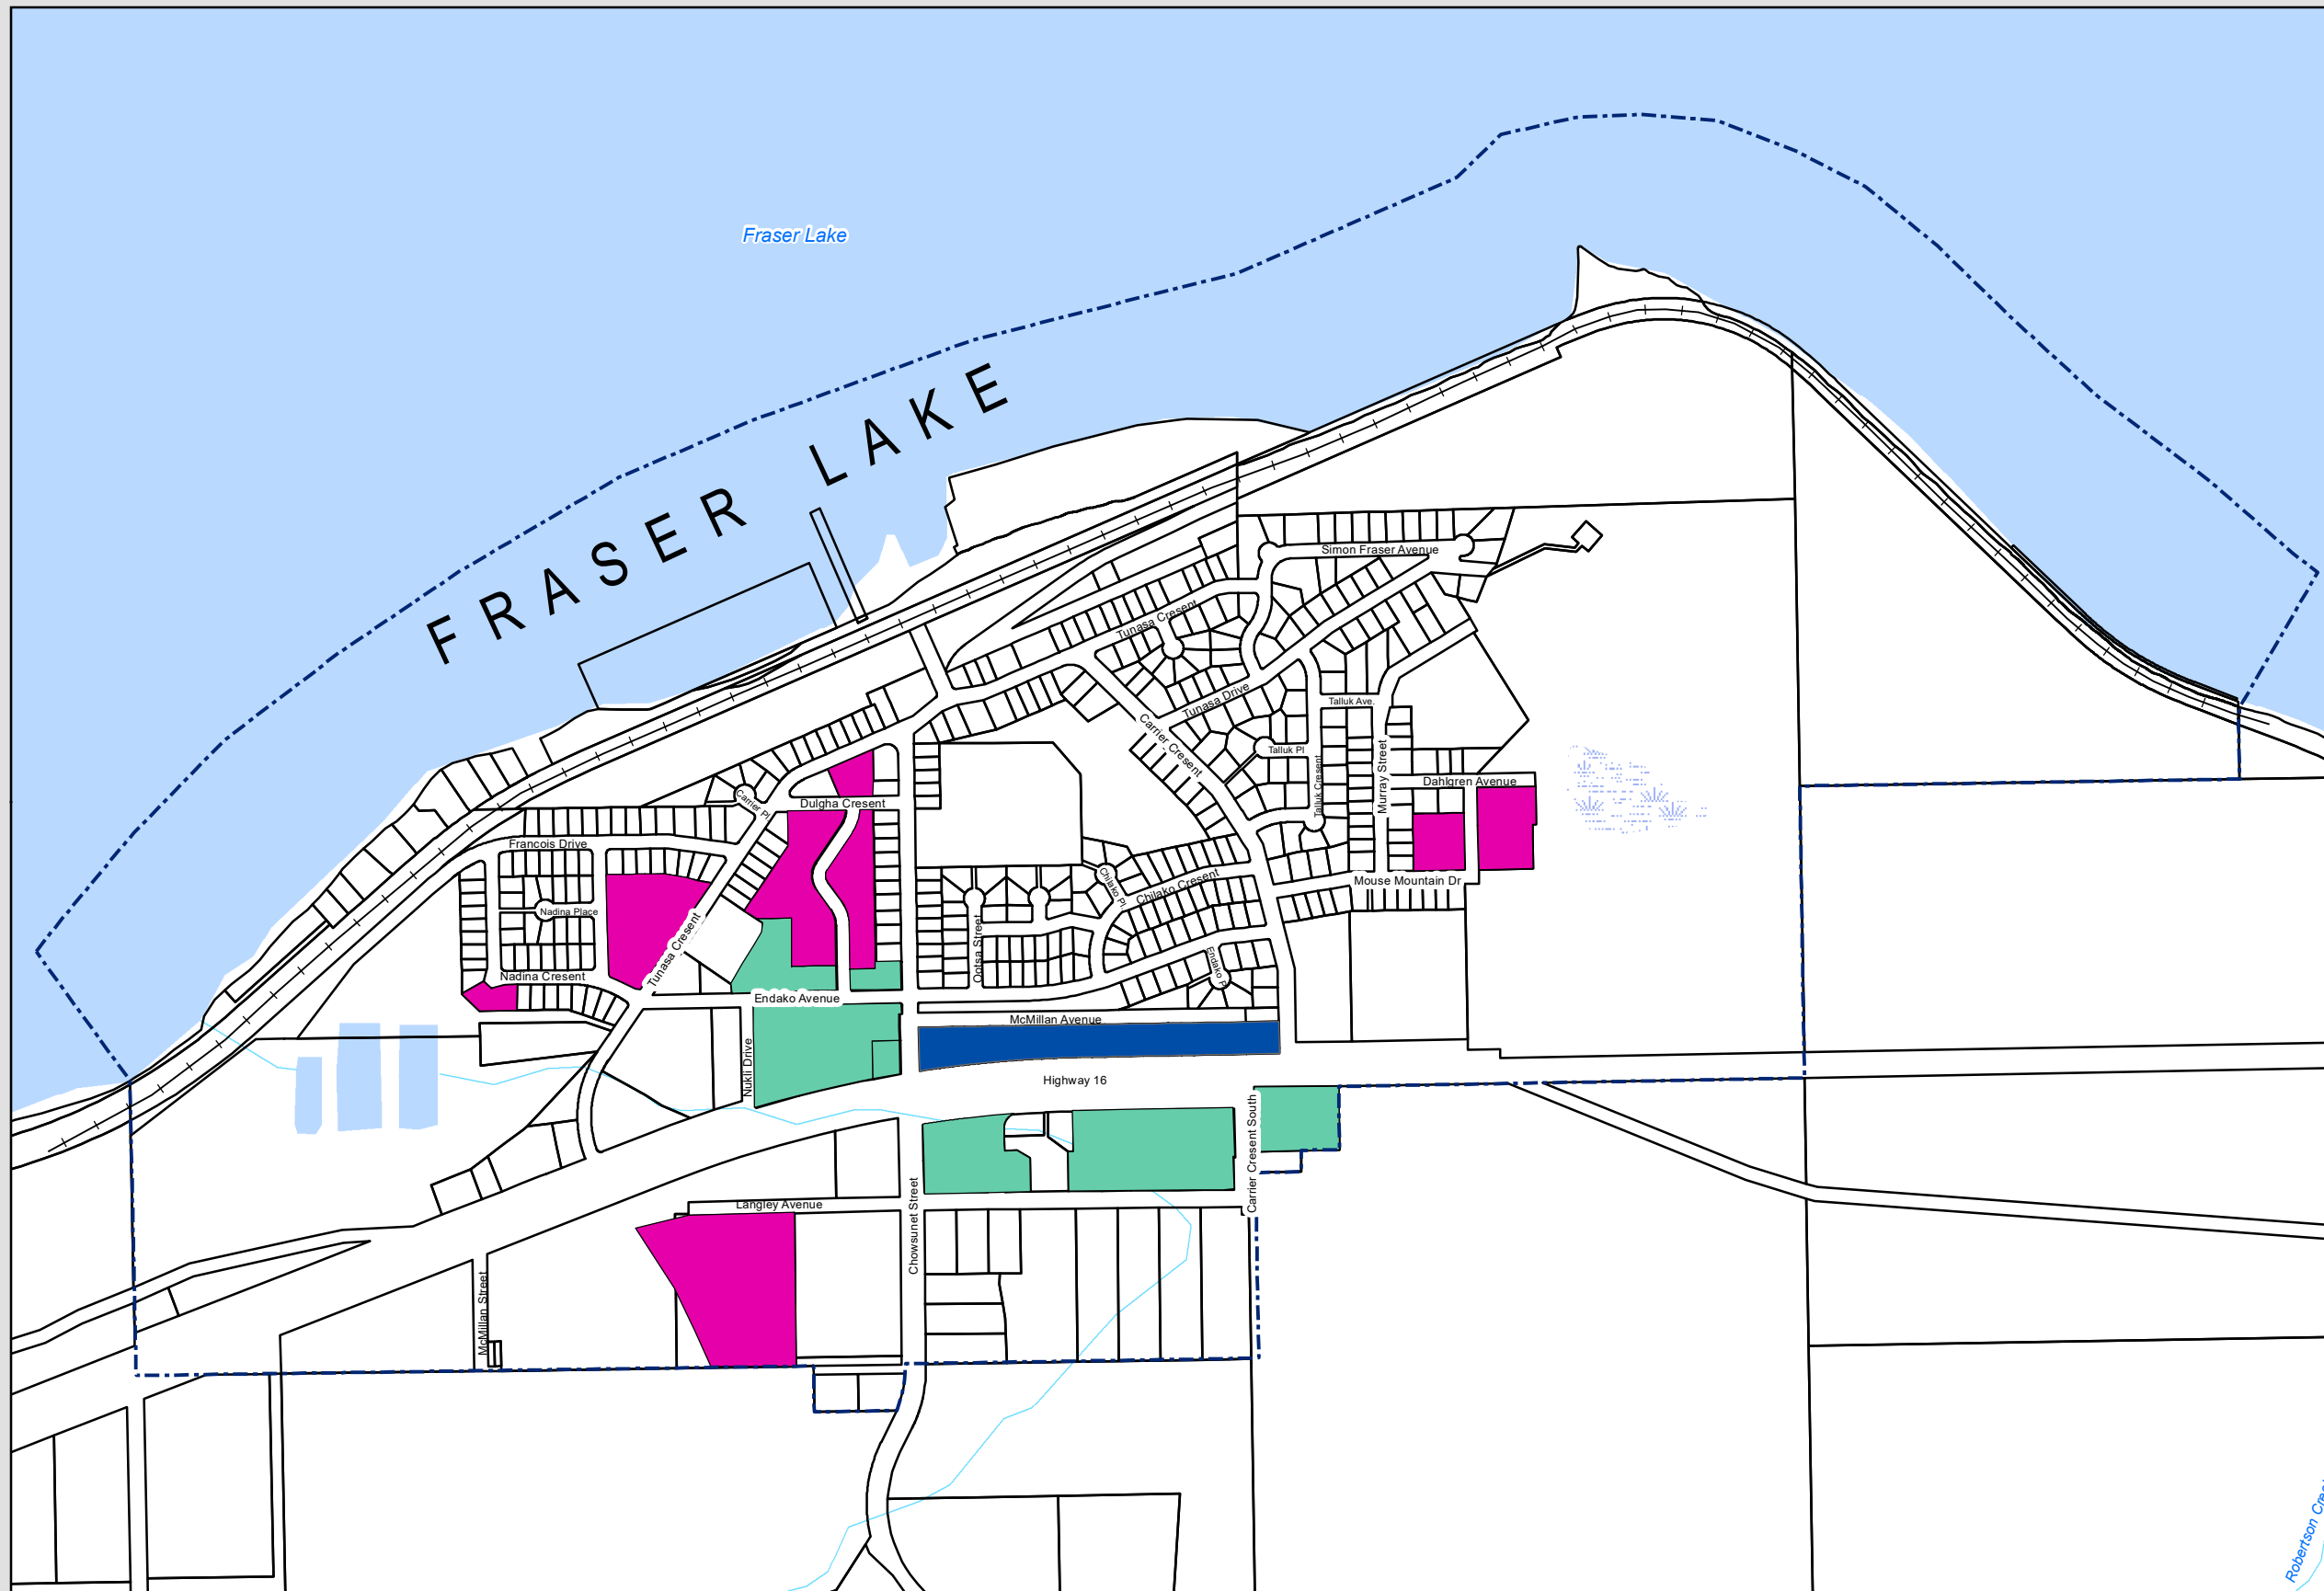 Fraser Lake
FRASER LAKE
Simon Fraser Avenue
Tunasa Cresent
Tunasa Drive
Talluk Ave.
Carrier Cresent
Talluk Pl
Talluk Cresent
Murray Street
Dahlgren Avenue
Carrier Pl
Dulgha Cresent
Francois Drive
Mouse Mountain Dr
Chilako Pl.
Chilako Cresent
Nadina Place
Ootsa Street
Tunasa Cresent
Nadina Cresent
Endako Avenue
McMillan Avenue
Nukli Drive
Highway 16
Carrier Cresent South
Langley Avenue
Chowsunet Street
McMillan Street